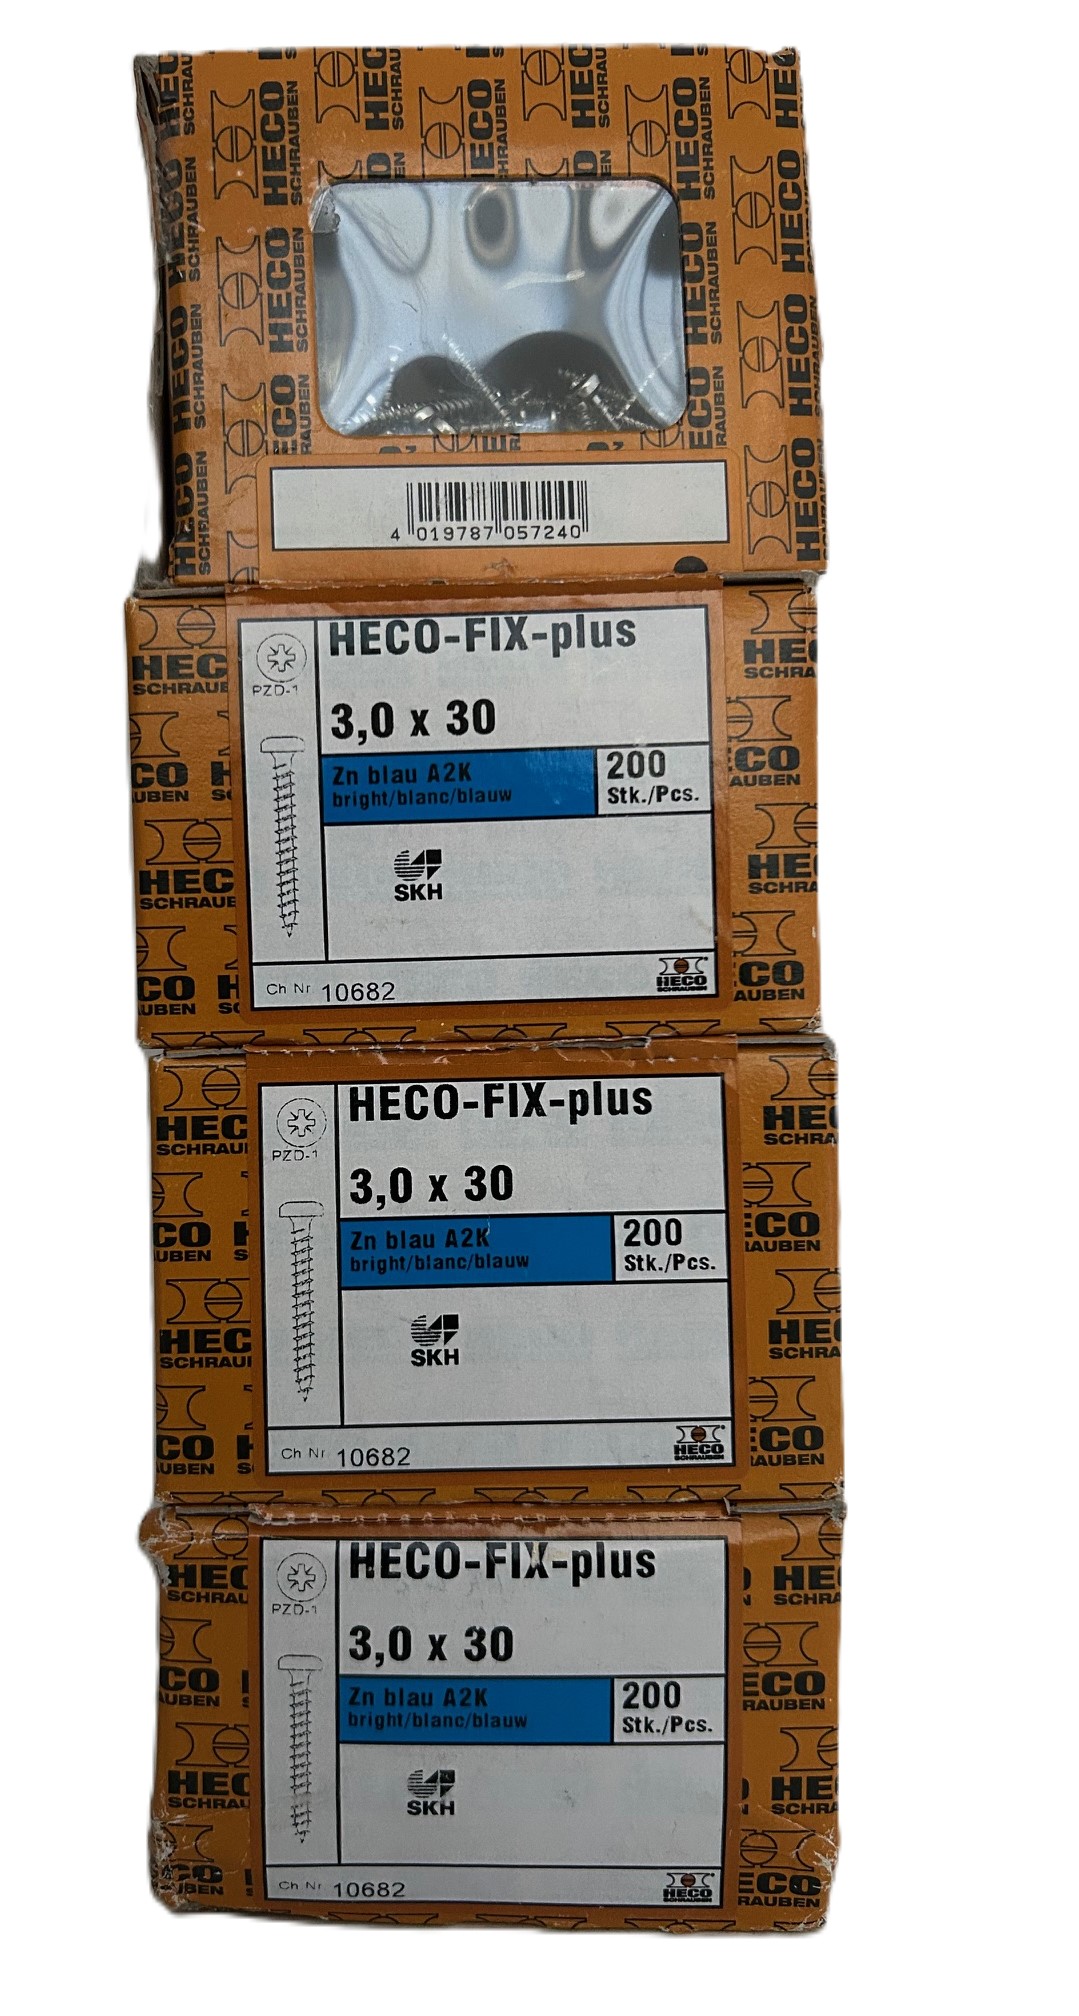 HECO
SCHRAUBEN
4 019787 057240
HECO-FIX-plus
PZD-1
3,0 x 30
Zn blau A2K
bright/blanc/blauw
200
Stk./Pcs.
SKH
Ch Nr 10682
HECO
SCHRAUBEN
HECO-FIX-plus
PZD-1
3,0 x 30
Zn blau A2K
bright/blanc/blauw
200
Stk./Pcs.
SKH
Ch Nr 10682
HECO
SCHRAUBEN
HECO-FIX-plus
PZD-1
3,0 x 30
Zn blau A2K
bright/blanc/blauw
200
Stk./Pcs.
SKH
Ch Nr 10682
HECO
SCHRAUBEN